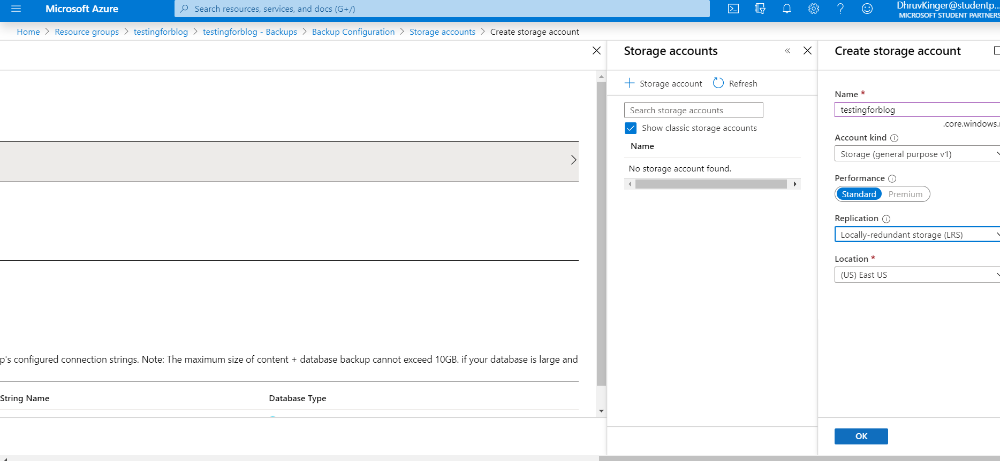 Microsoft Azure
Search resources, services, and docs (G+/)
DhruvKinger@studentp...
MICROSOFT STUDENT PARTNERS
Home > Resource groups > testingforblog > testingforblog - Backups > Backup Configuration > Storage accounts > Create storage account
p's configured connection strings. Note: The maximum size of content + database backup cannot exceed 10GB. if your database is large and
String Name
Database Type
Storage accounts
Storage account
Refresh
Search storage accounts
Show classic storage accounts
Name
No storage account found.
Create storage account
Name *
testingforblog
.core.windows.
Account kind
Storage (general purpose v1)
Performance
Standard
Premium
Replication
Locally-redundant storage (LRS)
Location *
(US) East US
OK